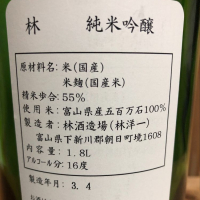 林　純米吟醸
原材料名：米(国産)
米麹(国産米)
精米歩合：55%
使用米：富山県産五百万石100%
製造者：林酒造場(林洋一)
富山県下新川郡朝日町境1608
内容量：1.8L
アルコール分：16度
製造年月：3.4